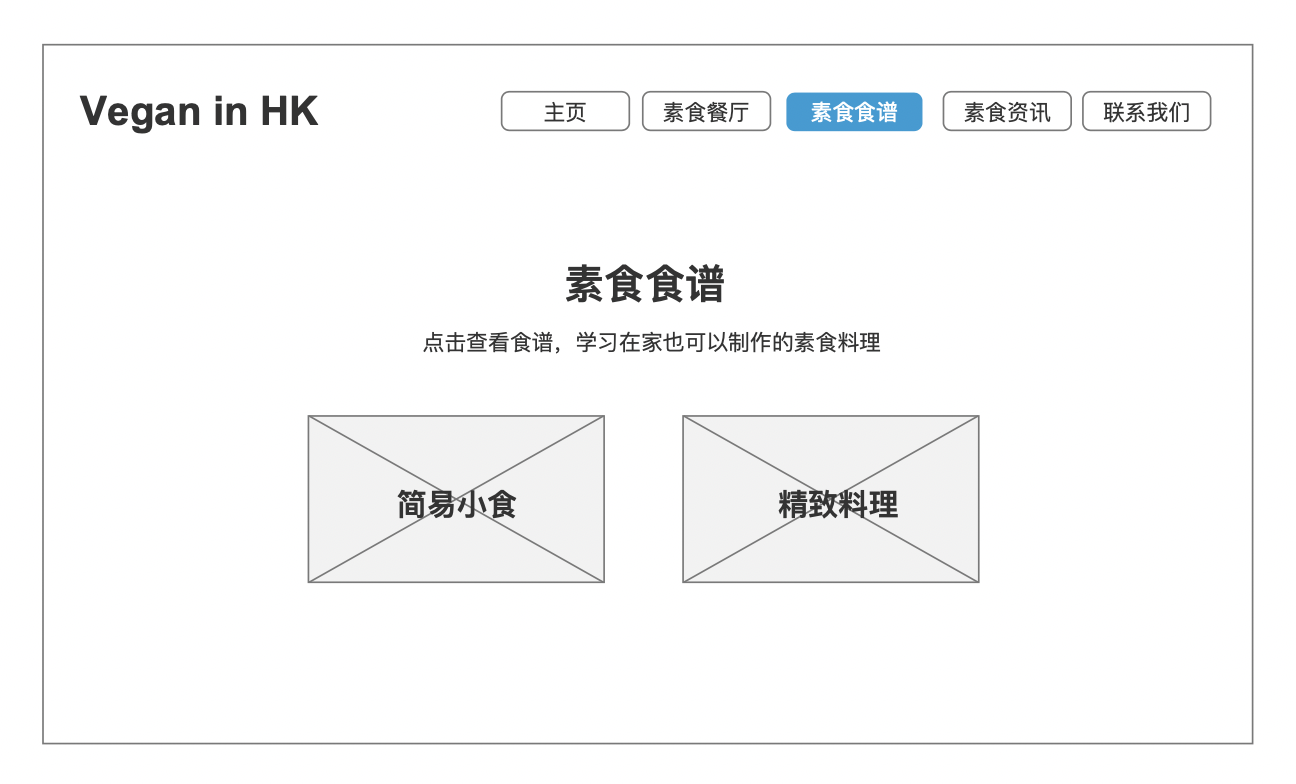 Vegan in HK
主页 素食餐厅 素食食谱 素食资讯 联系我们
素食食谱
点击查看食谱，学习在家也可以制作的素食料理
简易小食 精致料理